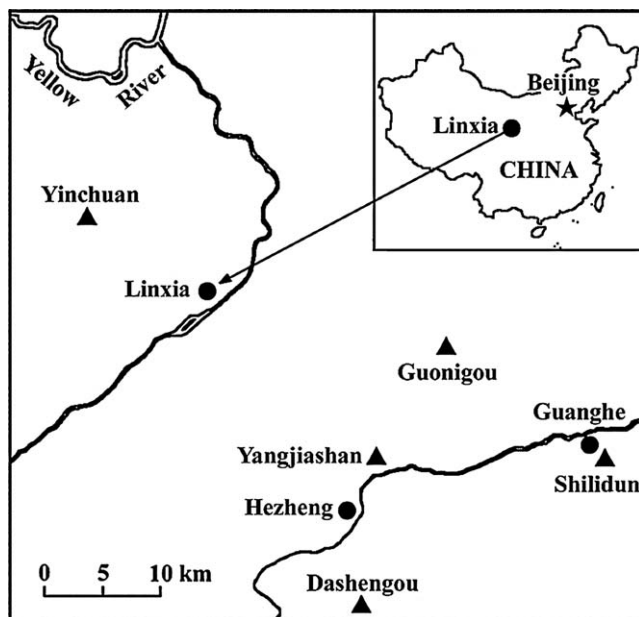 Yellow
River
Beijing
Linxia
CHINA
Yinchuan
Linxia
Guonigou
Guanghe
Yangjiashan
Shilidun
Hezheng
0 5 10 km
Dashengou